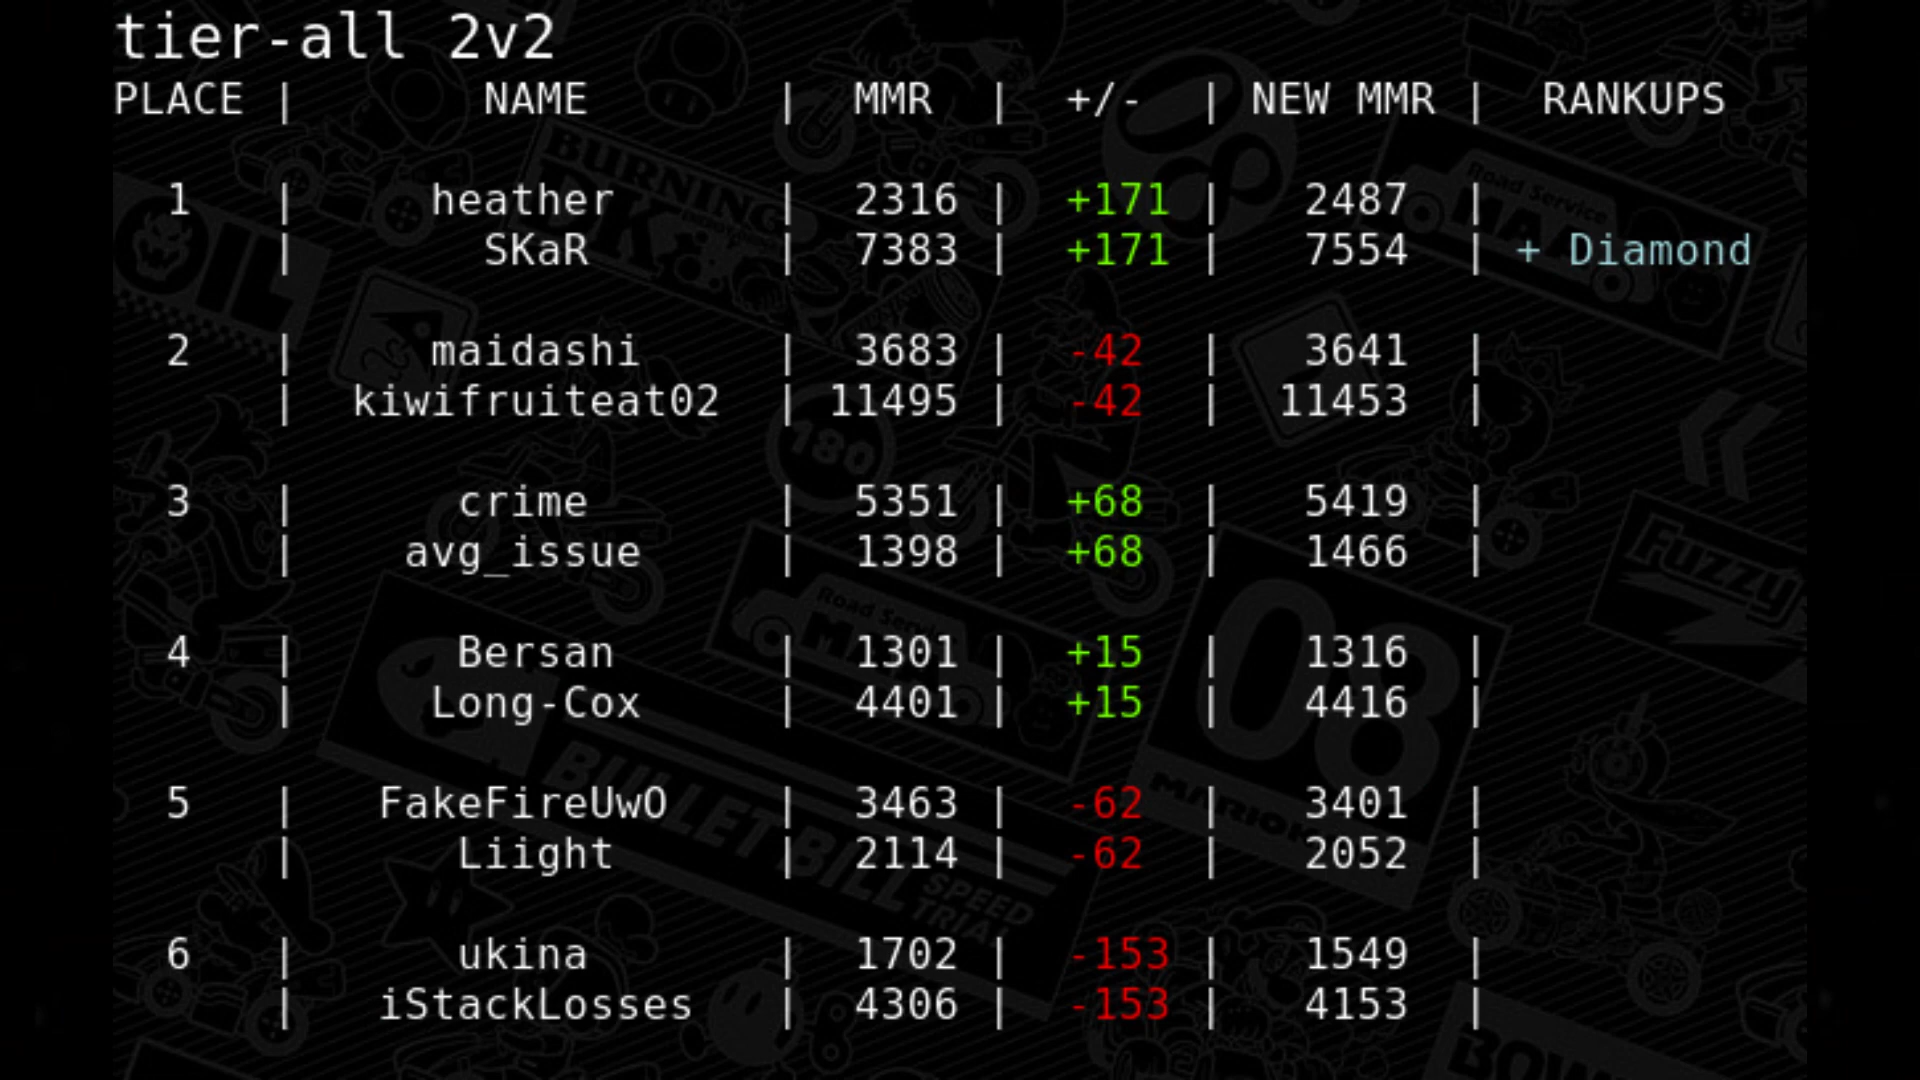 tier-all 2v2
PLACE | NAME | MMR | +/- | NEW MMR | RANKUPS
1 | heather | 2316 | +171 | 2487 |
| SKaR | 7383 | +171 | 7554 | + Diamond
2 | maidashi | 3683 | -42 | 3641 |
| kiwifruiteat02 | 11495 | -42 | 11453 |
3 | crime | 5351 | +68 | 5419 |
| avg_issue | 1398 | +68 | 1466 |
4 | Bersan | 1301 | +15 | 1316 |
| Long-Cox | 4401 | +15 | 4416 |
5 | FakeFireUwO | 3463 | -62 | 3401 |
| Liight | 2114 | -62 | 2052 |
6 | ukina | 1702 | -153 | 1549 |
| iStackLosses | 4306 | -153 | 4153 |